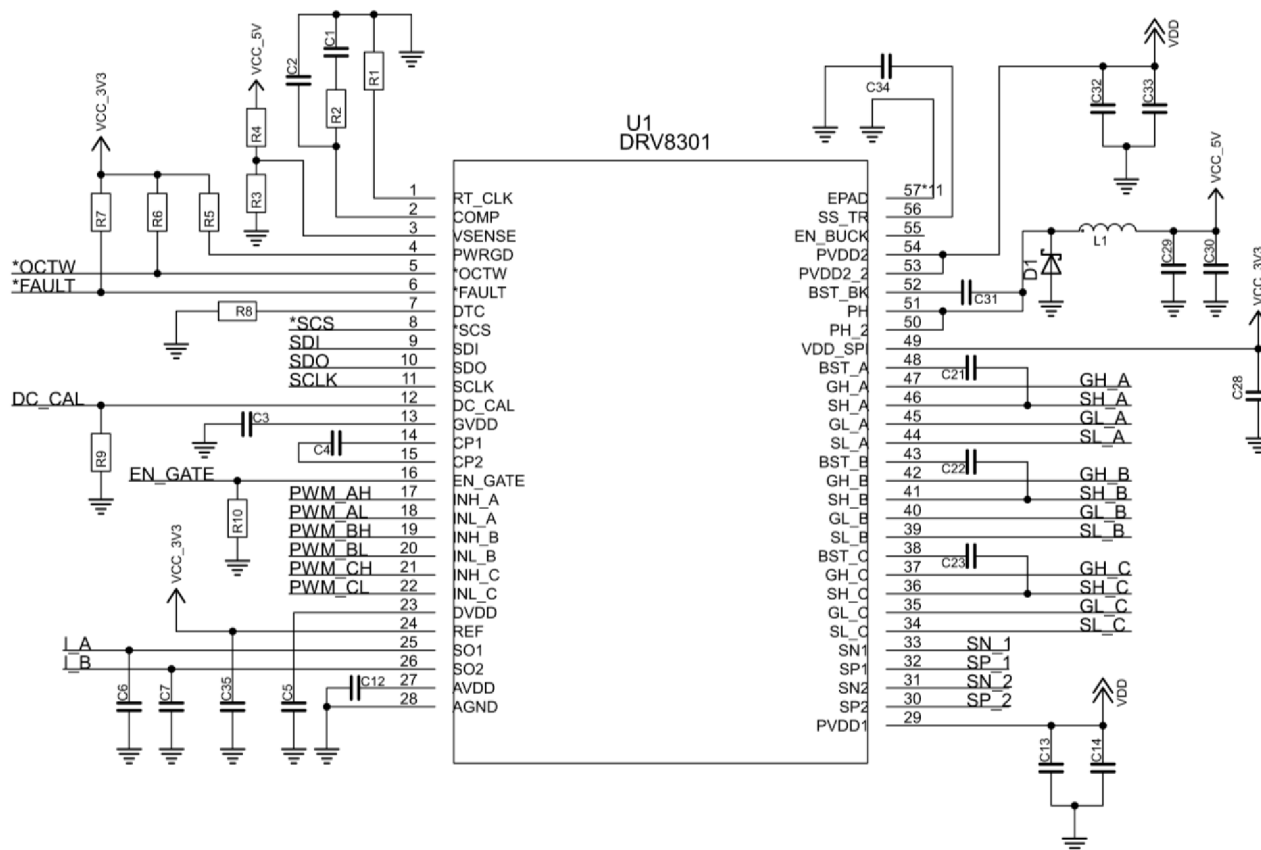 VCC_3V3
VCC_5V
C2
C1
R1
R2
R4
R3
R7
R6
R5
U1
DRV8301
C34
VDD
C32
C33
VCC_5V
VCC_3V3
D1
L1
C29
C30
C31
C28
1 RT_CLK
2 COMP
3 VSENSE
4 PWRGD
*OCTW 5 *OCTW
*FAULT 6 *FAULT
R8 7 DTC
*SCS 8 *SCS
SDI 9 SDI
SDO 10 SDO
SCLK 11 SCLK
DC_CAL 12 DC_CAL
C3 13 GVDD
C4 14 CP1
15 CP2
R9
EN_GATE 16 EN_GATE
R10
PWM_AH 17 INH_A
PWM_AL 18 INL_A
PWM_BH 19 INH_B
PWM_BL 20 INL_B
PWM_CH 21 INH_C
PWM_CL 22 INL_C
VCC_3V3
23 DVDD
24 REF
I_A 25 SO1
I_B 26 SO2
C12 27 AVDD
28 AGND
C6
C7
C35
C5
EPAD 57*11
SS_TR 56
EN_BUCK 55
PVDD2 54
PVDD2_2 53
BST_BK 52
PH 51
PH_2 50
VDD_SPI 49
BST_A 48 C21
GH_A 47 GH_A
SH_A 46 SH_A
GL_A 45 GL_A
SL_A 44 SL_A
BST_B 43 C22
GH_B 42 GH_B
SH_B 41 SH_B
GL_B 40 GL_B
SL_B 39 SL_B
BST_C 38 C23
GH_C 37 GH_C
SH_C 36 SH_C
GL_C 35 GL_C
SL_C 34 SL_C
SN1 33 SN_1
SP1 32 SP_1
SN2 31 SN_2
SP2 30 SP_2
PVDD1 29
VDD
C13
C14